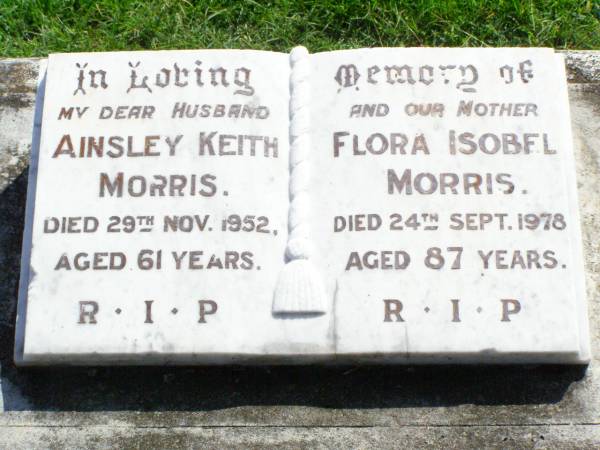 In Loving
MY DEAR HUSBAND
AINSLEY KEITH
MORRIS.
DIED 29TH NOV. 1952,
AGED 61 YEARS.
R · I · P
Memory of
AND OUR MOTHER
FLORA ISOBEL
MORRIS.
DIED 24TH SEPT. 1978
AGED 87 YEARS.
R · I · P